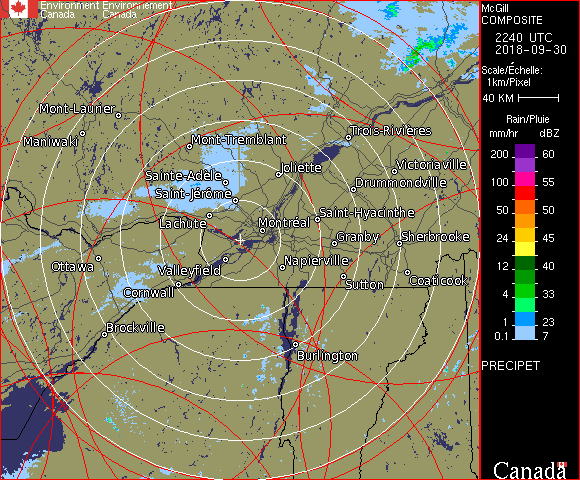 Environment Environnement
Canada Canada
McGill
COMPOSITE
2240 UTC
2018-09-30
Scale/Échelle:
1km/Pixel
40 KM
Rain/Pluie
mm/hr dBZ
200 60
100 55
50 50
24 45
12 40
4 33
1 23
0.1 7
PRECIPET
Canada
Mont-Laurier
Maniwaki
Mont-Tremblant
Trois-Rivières
Sainte-Adèle
Joliette
Victoriaville
Saint-Jérôme
Drummondville
Lachute
Montréal
Saint-Hyacinthe
Granby
Sherbrooke
Ottawa
Valleyfield
Napierville
Cornwall
Sutton
Coaticook
Brockville
Burlington